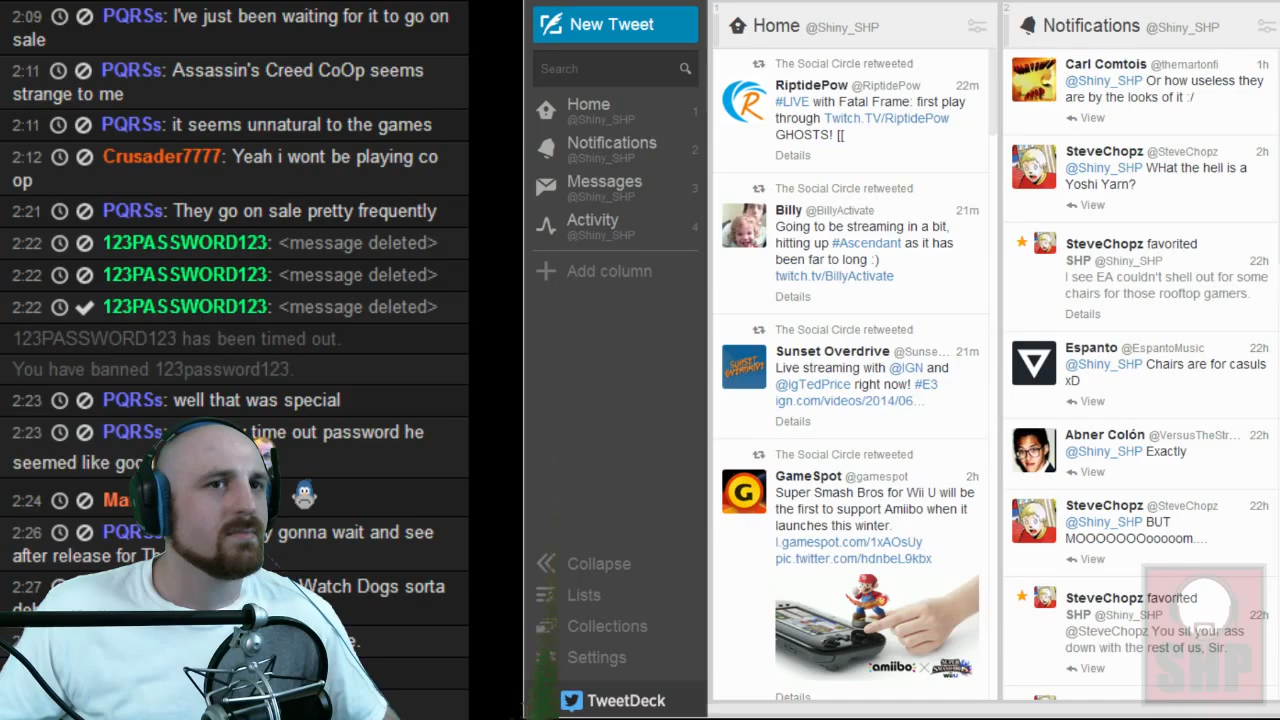 2:09 PQRSs: I've just been waiting for it to go on
sale
2:11 PQRSs: Assassin's Creed CoOp seems
strange to me
2:11 PQRSs: it seems unnatural to the games
2:12 Crusader7777: Yeah i wont be playing co
op
2:21 PQRSs: They go on sale pretty frequently
2:22 123PASSWORD123: <message deleted>
2:22 123PASSWORD123: <message deleted>
2:22 123PASSWORD123: <message deleted>
123PASSWORD123 has been timed out.
You have banned 123password123.
2:23 PQRSs: well that was special
2:23 PQRSs: time out password he
seemed like
2:24
2:26 PQRSs gonna wait and see
after release for
2:27 Watch Dogs sorta
New Tweet
Search
Home 1
@Shiny_SHP
Notifications 2
@Shiny_SHP
Messages 3
@Shiny_SHP
Activity 4
@Shiny_SHP
Add column
Collapse
Lists
Collections
Settings
TweetDeck
1
Home @Shiny_SHP
The Social Circle retweeted
RiptidePow @RiptidePow 22m
#LIVE with Fatal Frame: first play
through Twitch.TV/RiptidePow
GHOSTS! [[
Details
The Social Circle retweeted
Billy @BillyActivate 21m
Going to be streaming in a bit,
hitting up #Ascendant as it has
been far to long :)
twitch.tv/BillyActivate
Details
The Social Circle retweeted
Sunset Overdrive @Sunse... 21m
Live streaming with @IGN and
@igTedPrice right now! #E3
ign.com/videos/2014/06...
Details
The Social Circle retweeted
GameSpot @gamespot 2h
Super Smash Bros for Wii U will be
the first to support Amiibo when it
launches this winter.
l.gamespot.com/1xAOsUy
pic.twitter.com/hdnbeL9kbx
amiibo × SUPER SMASH BROS WiiU
Details
2
Notifications @Shiny_SHP
Carl Comtois @themartonfi 1h
@Shiny_SHP Or how useless they
are by the looks of it :/
View
SteveChopz @SteveChopz 2h
@Shiny_SHP WHat the hell is a
Yoshi Yarn?
View
SteveChopz favorited
SHP @Shiny_SHP 22h
I see EA couldn't shell out for some
chairs for those rooftop gamers.
Details
Espanto @EspantoMusic 22h
@Shiny_SHP Chairs are for casuls
xD
View
Abner Colón @VersusTheStr... 22h
@Shiny_SHP Exactly
View
SteveChopz @SteveChopz 22h
@Shiny_SHP BUT
MOOOOOOOooooom....
View
SteveChopz favorited
SHP @Shiny_SHP 22h
@SteveChopz You sit your ass
down with the rest of us, Sir.
View
SHP